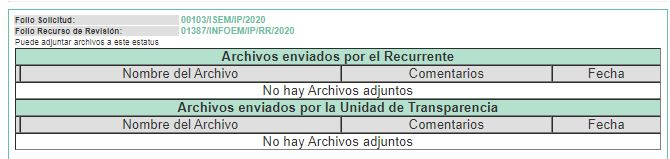 Folio Solicitud: 00103/ISEM/IP/2020
Folio Recurso de Revisión: 01387/INFOEM/IP/RR/2020
Puede adjuntar archivos a este estatus
Archivos enviados por el Recurrente
Nombre del Archivo Comentarios Fecha
No hay Archivos adjuntos
Archivos enviados por la Unidad de Transparencia
Nombre del Archivo Comentarios Fecha
No hay Archivos adjuntos